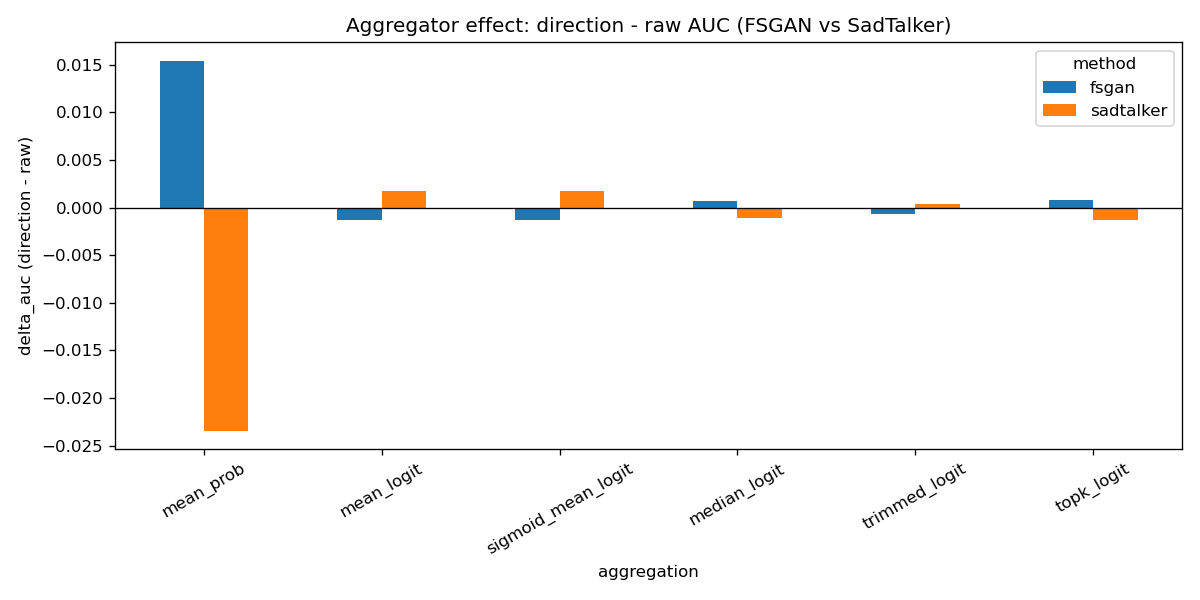 Aggregator effect: direction - raw AUC (FSGAN vs SadTalker)
method
fsgan
sadtalker
delta_auc (direction - raw)
0.015
0.010
0.005
0.000
−0.005
−0.010
−0.015
−0.020
−0.025
mean_prob
mean_logit
sigmoid_mean_logit
median_logit
trimmed_logit
topk_logit
aggregation